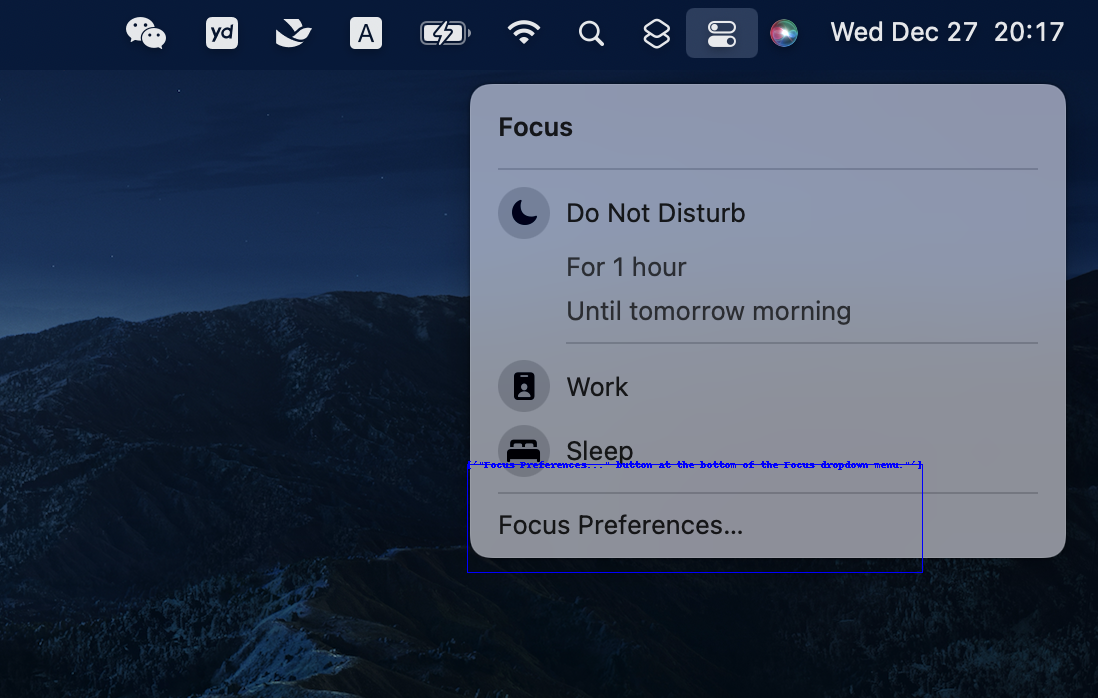 yd
A
Wed Dec 27 20:17
Focus
Do Not Disturb
For 1 hour
Until tomorrow morning
Work
Sleep
['"Focus Preferences..." button at the bottom of the Focus dropdown menu."']
Focus Preferences...